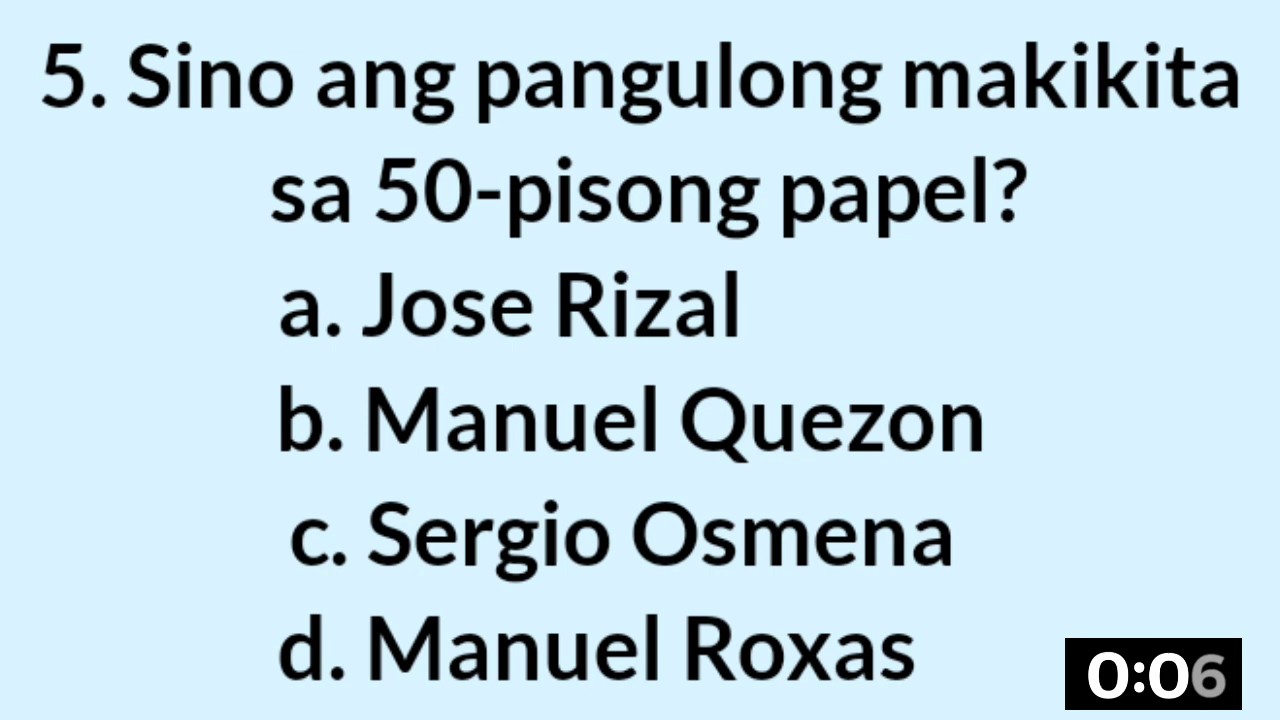 5. Sino ang pangulong makikita
sa 50-pisong papel?
a. Jose Rizal
b. Manuel Quezon
c. Sergio Osmena
d. Manuel Roxas
0:06